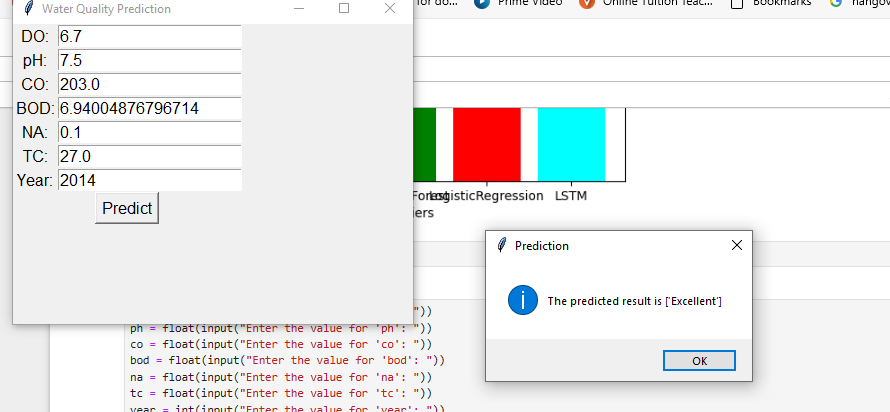 Water Quality Prediction
for do...
Prime Video
Online Tuition Teac...
Bookmarks
DO: 6.7
pH: 7.5
CO: 203.0
BOD: 6.94004876796714
NA: 0.1
TC: 27.0
Year: 2014
Predict
LogisticRegression
LSTM
iers
Prediction
The predicted result is ['Excellent']
OK
"))
ph = float(input("Enter the value for 'ph': "))
co = float(input("Enter the value for 'co': "))
bod = float(input("Enter the value for 'bod': "))
na = float(input("Enter the value for 'na': "))
tc = float(input("Enter the value for 'tc': "))
year = int(input("Enter the value for 'year': "))